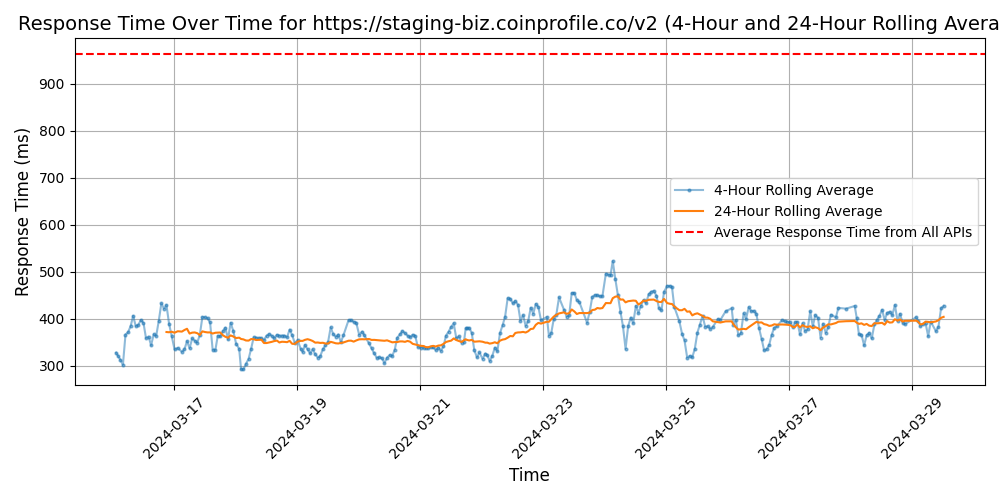 Response Time Over Time for https://staging-biz.coinprofile.co/v2 (4-Hour and 24-Hour Rolling Avera
Response Time (ms)
900
800
700
600
500
400
300
4-Hour Rolling Average
24-Hour Rolling Average
Average Response Time from All APIs
2024-03-17
2024-03-19
2024-03-21
2024-03-23
2024-03-25
2024-03-27
2024-03-29
Time